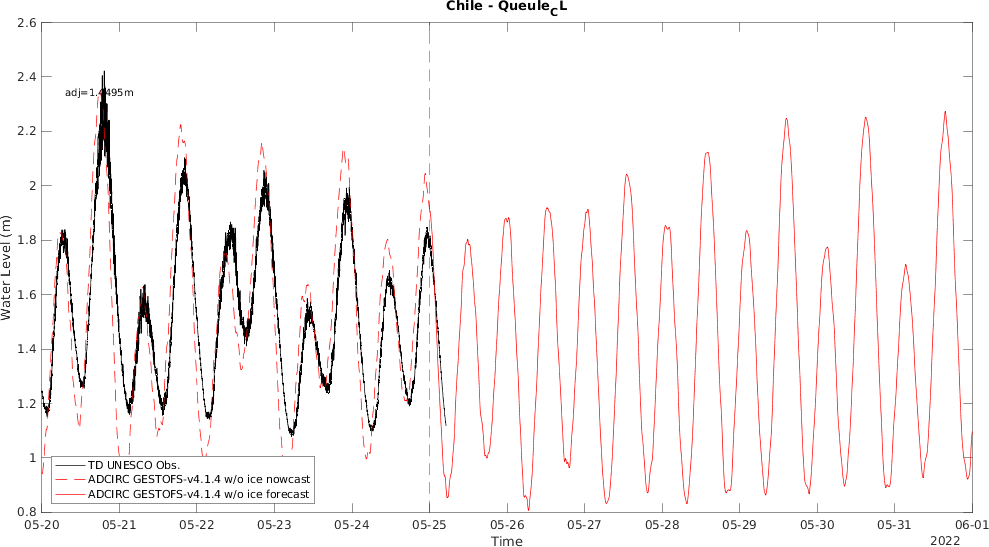 Chile - Queule_CL
2.6
2.4
adj=1.4495m
2.2
2
1.8
1.6
1.4
1.2
1
0.8
Water Level (m)
TD UNESCO Obs.
ADCIRC GESTOFS-v4.1.4 w/o ice nowcast
ADCIRC GESTOFS-v4.1.4 w/o ice forecast
05-20 05-21 05-22 05-23 05-24 05-25 05-26 05-27 05-28 05-29 05-30 05-31 06-01
Time
2022